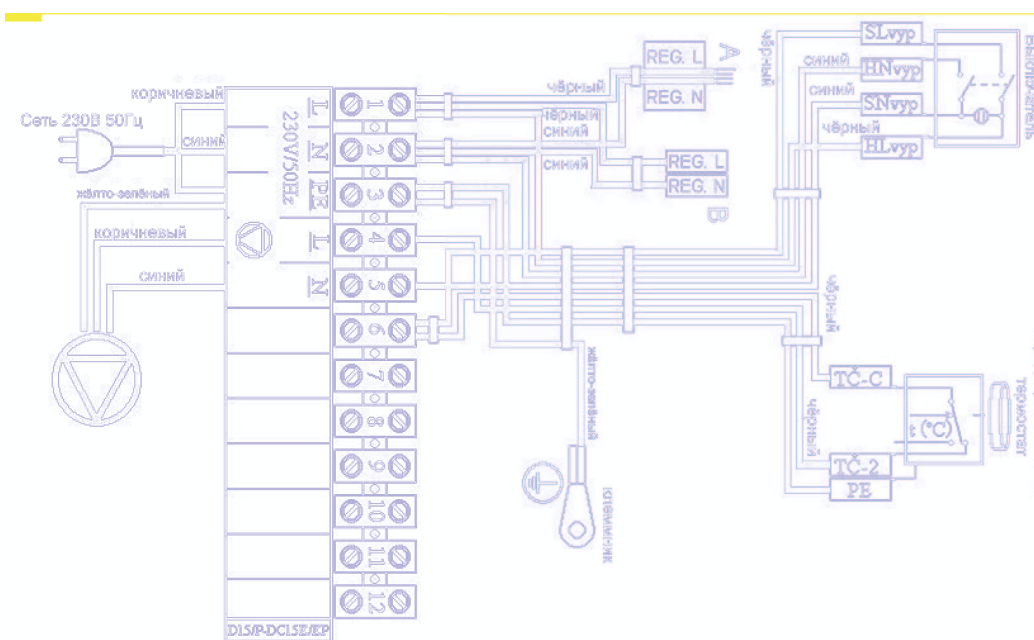 коричневый
Сеть 230В 50Гц
синий
жёлто-зелёный
коричневый
синий
230V/50Hz
L
N
PE
L
N
1
2
3
4
5
6
7
8
9
10
11
12
D15/P-DC15E/EP
чёрный
чёрный
синий
синий
REG. L
REG. N
A
REG. L
REG. N
B
чёрный
синий
синий
чёрный
SLvyp
HNvyp
SNvyp
HLvyp
выключатель
чёрный
чёрный
TČ-C
TČ-2
PE
(°C)
термостат
жёлто-зелёный